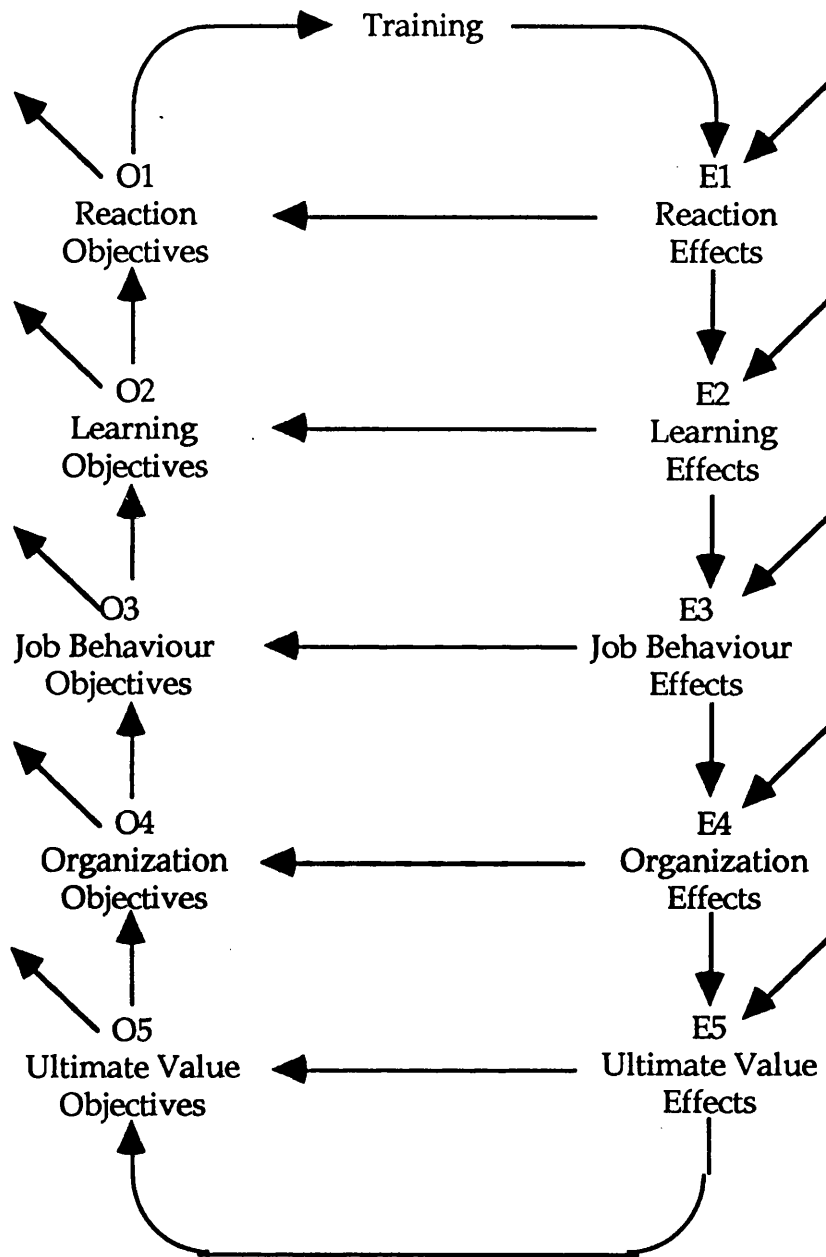 Training
O1
Reaction
Objectives
E1
Reaction
Effects
O2
Learning
Objectives
E2
Learning
Effects
O3
Job Behaviour
Objectives
E3
Job Behaviour
Effects
O4
Organization
Objectives
E4
Organization
Effects
O5
Ultimate Value
Objectives
E5
Ultimate Value
Effects